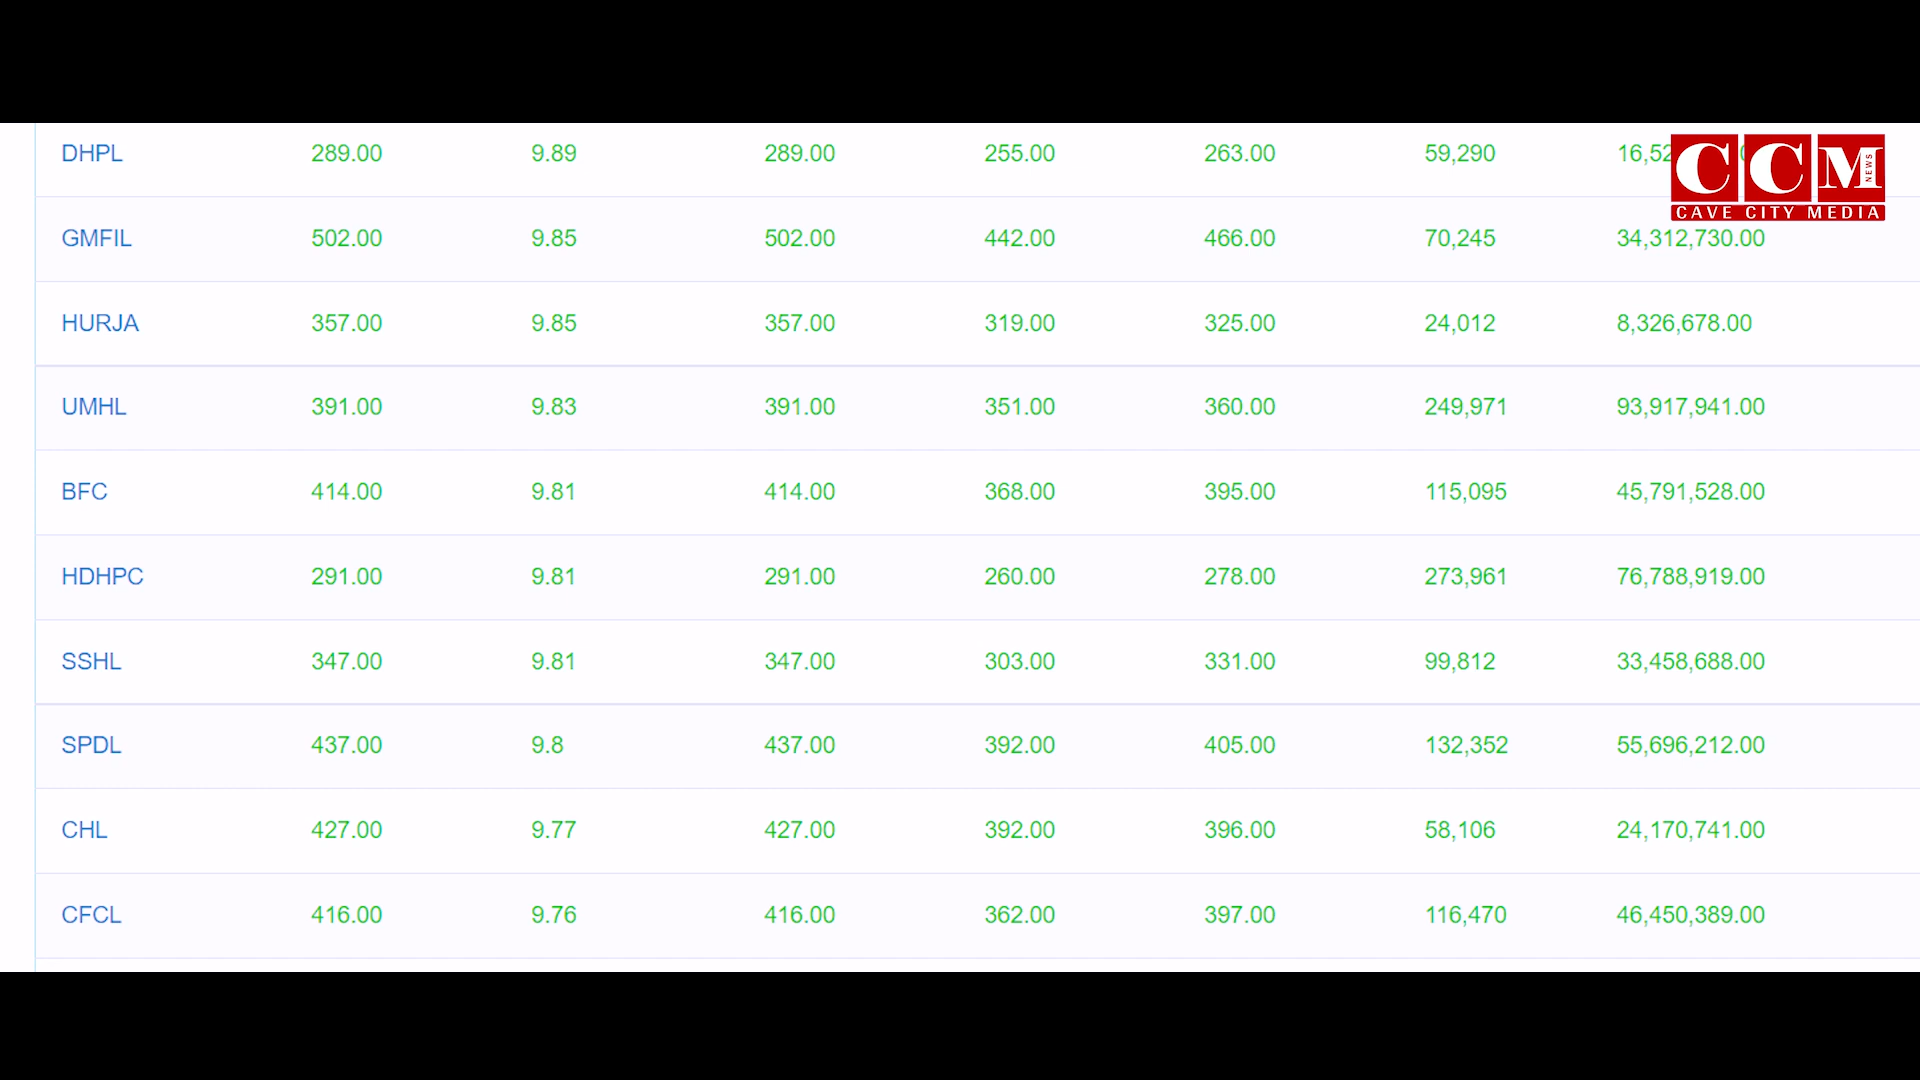 DHPL 289.00 9.89 289.00 255.00 263.00 59,290
GMFIL 502.00 9.85 502.00 442.00 466.00 70,245 34,312,730.00
HURJA 357.00 9.85 357.00 319.00 325.00 24,012 8,326,678.00
UMHL 391.00 9.83 391.00 351.00 360.00 249,971 93,917,941.00
BFC 414.00 9.81 414.00 368.00 395.00 115,095 45,791,528.00
HDHPC 291.00 9.81 291.00 260.00 278.00 273,961 76,788,919.00
SSHL 347.00 9.81 347.00 303.00 331.00 99,812 33,458,688.00
SPDL 437.00 9.8 437.00 392.00 405.00 132,352 55,696,212.00
CHL 427.00 9.77 427.00 392.00 396.00 58,106 24,170,741.00
CFCL 416.00 9.76 416.00 362.00 397.00 116,470 46,450,389.00
CCM NEWS
CAVE CITY MEDIA